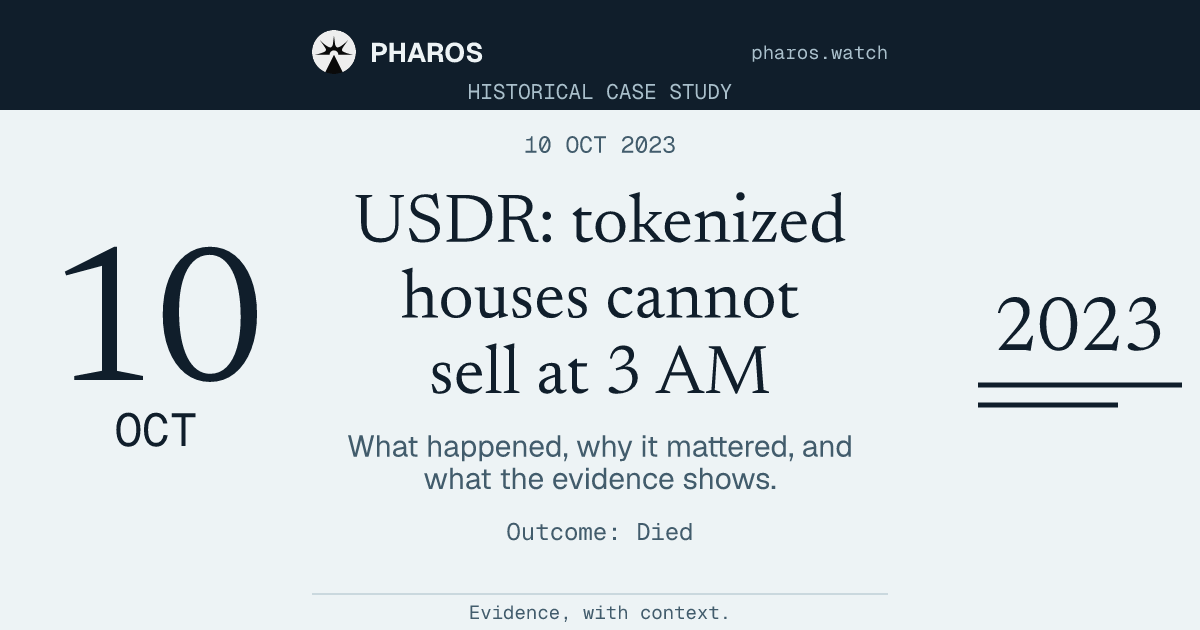 PHAROS
pharos.watch
HISTORICAL CASE STUDY
10 OCT 2023
USDR: tokenized
houses cannot
sell at 3 AM
10
OCT
2023
What happened, why it mattered, and
what the evidence shows.
Outcome: Died
Evidence, with context.